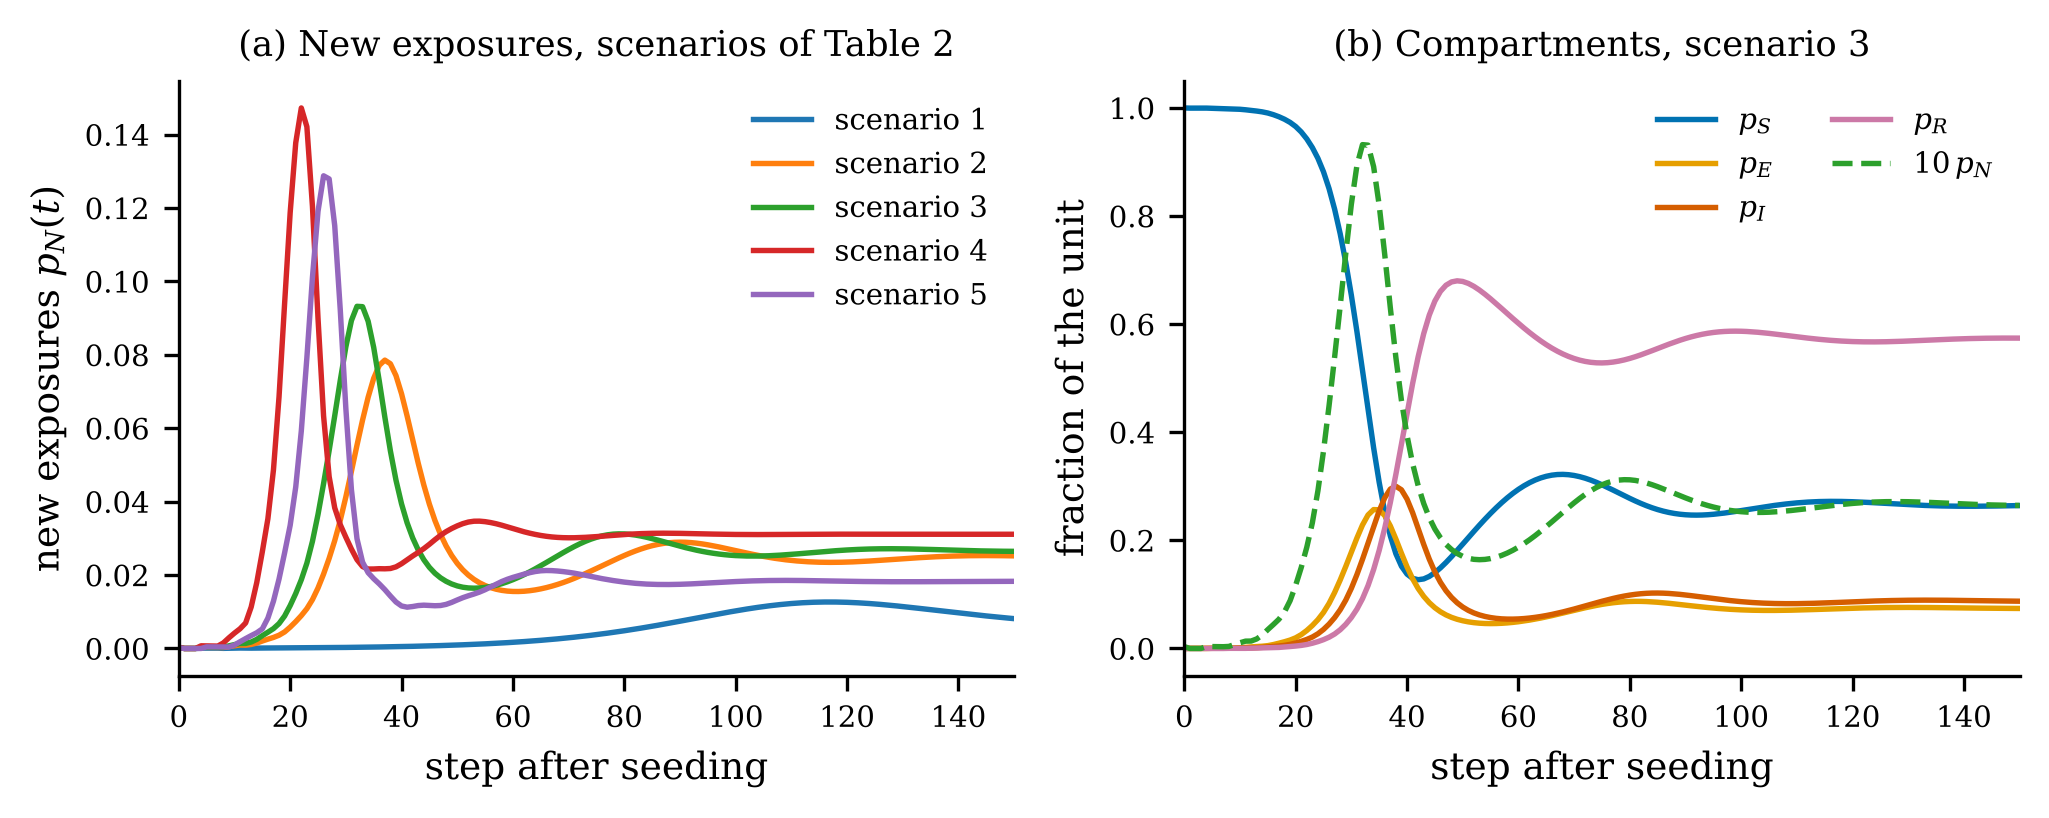 (a) New exposures, scenarios of Table 2
new exposures p_N(t)
0.14
0.12
0.10
0.08
0.06
0.04
0.02
0.00
0 20 40 60 80 100 120 140
step after seeding
scenario 1
scenario 2
scenario 3
scenario 4
scenario 5
(b) Compartments, scenario 3
fraction of the unit
1.0
0.8
0.6
0.4
0.2
0.0
0 20 40 60 80 100 120 140
step after seeding
p_S
p_E
p_I
p_R
10 p_N